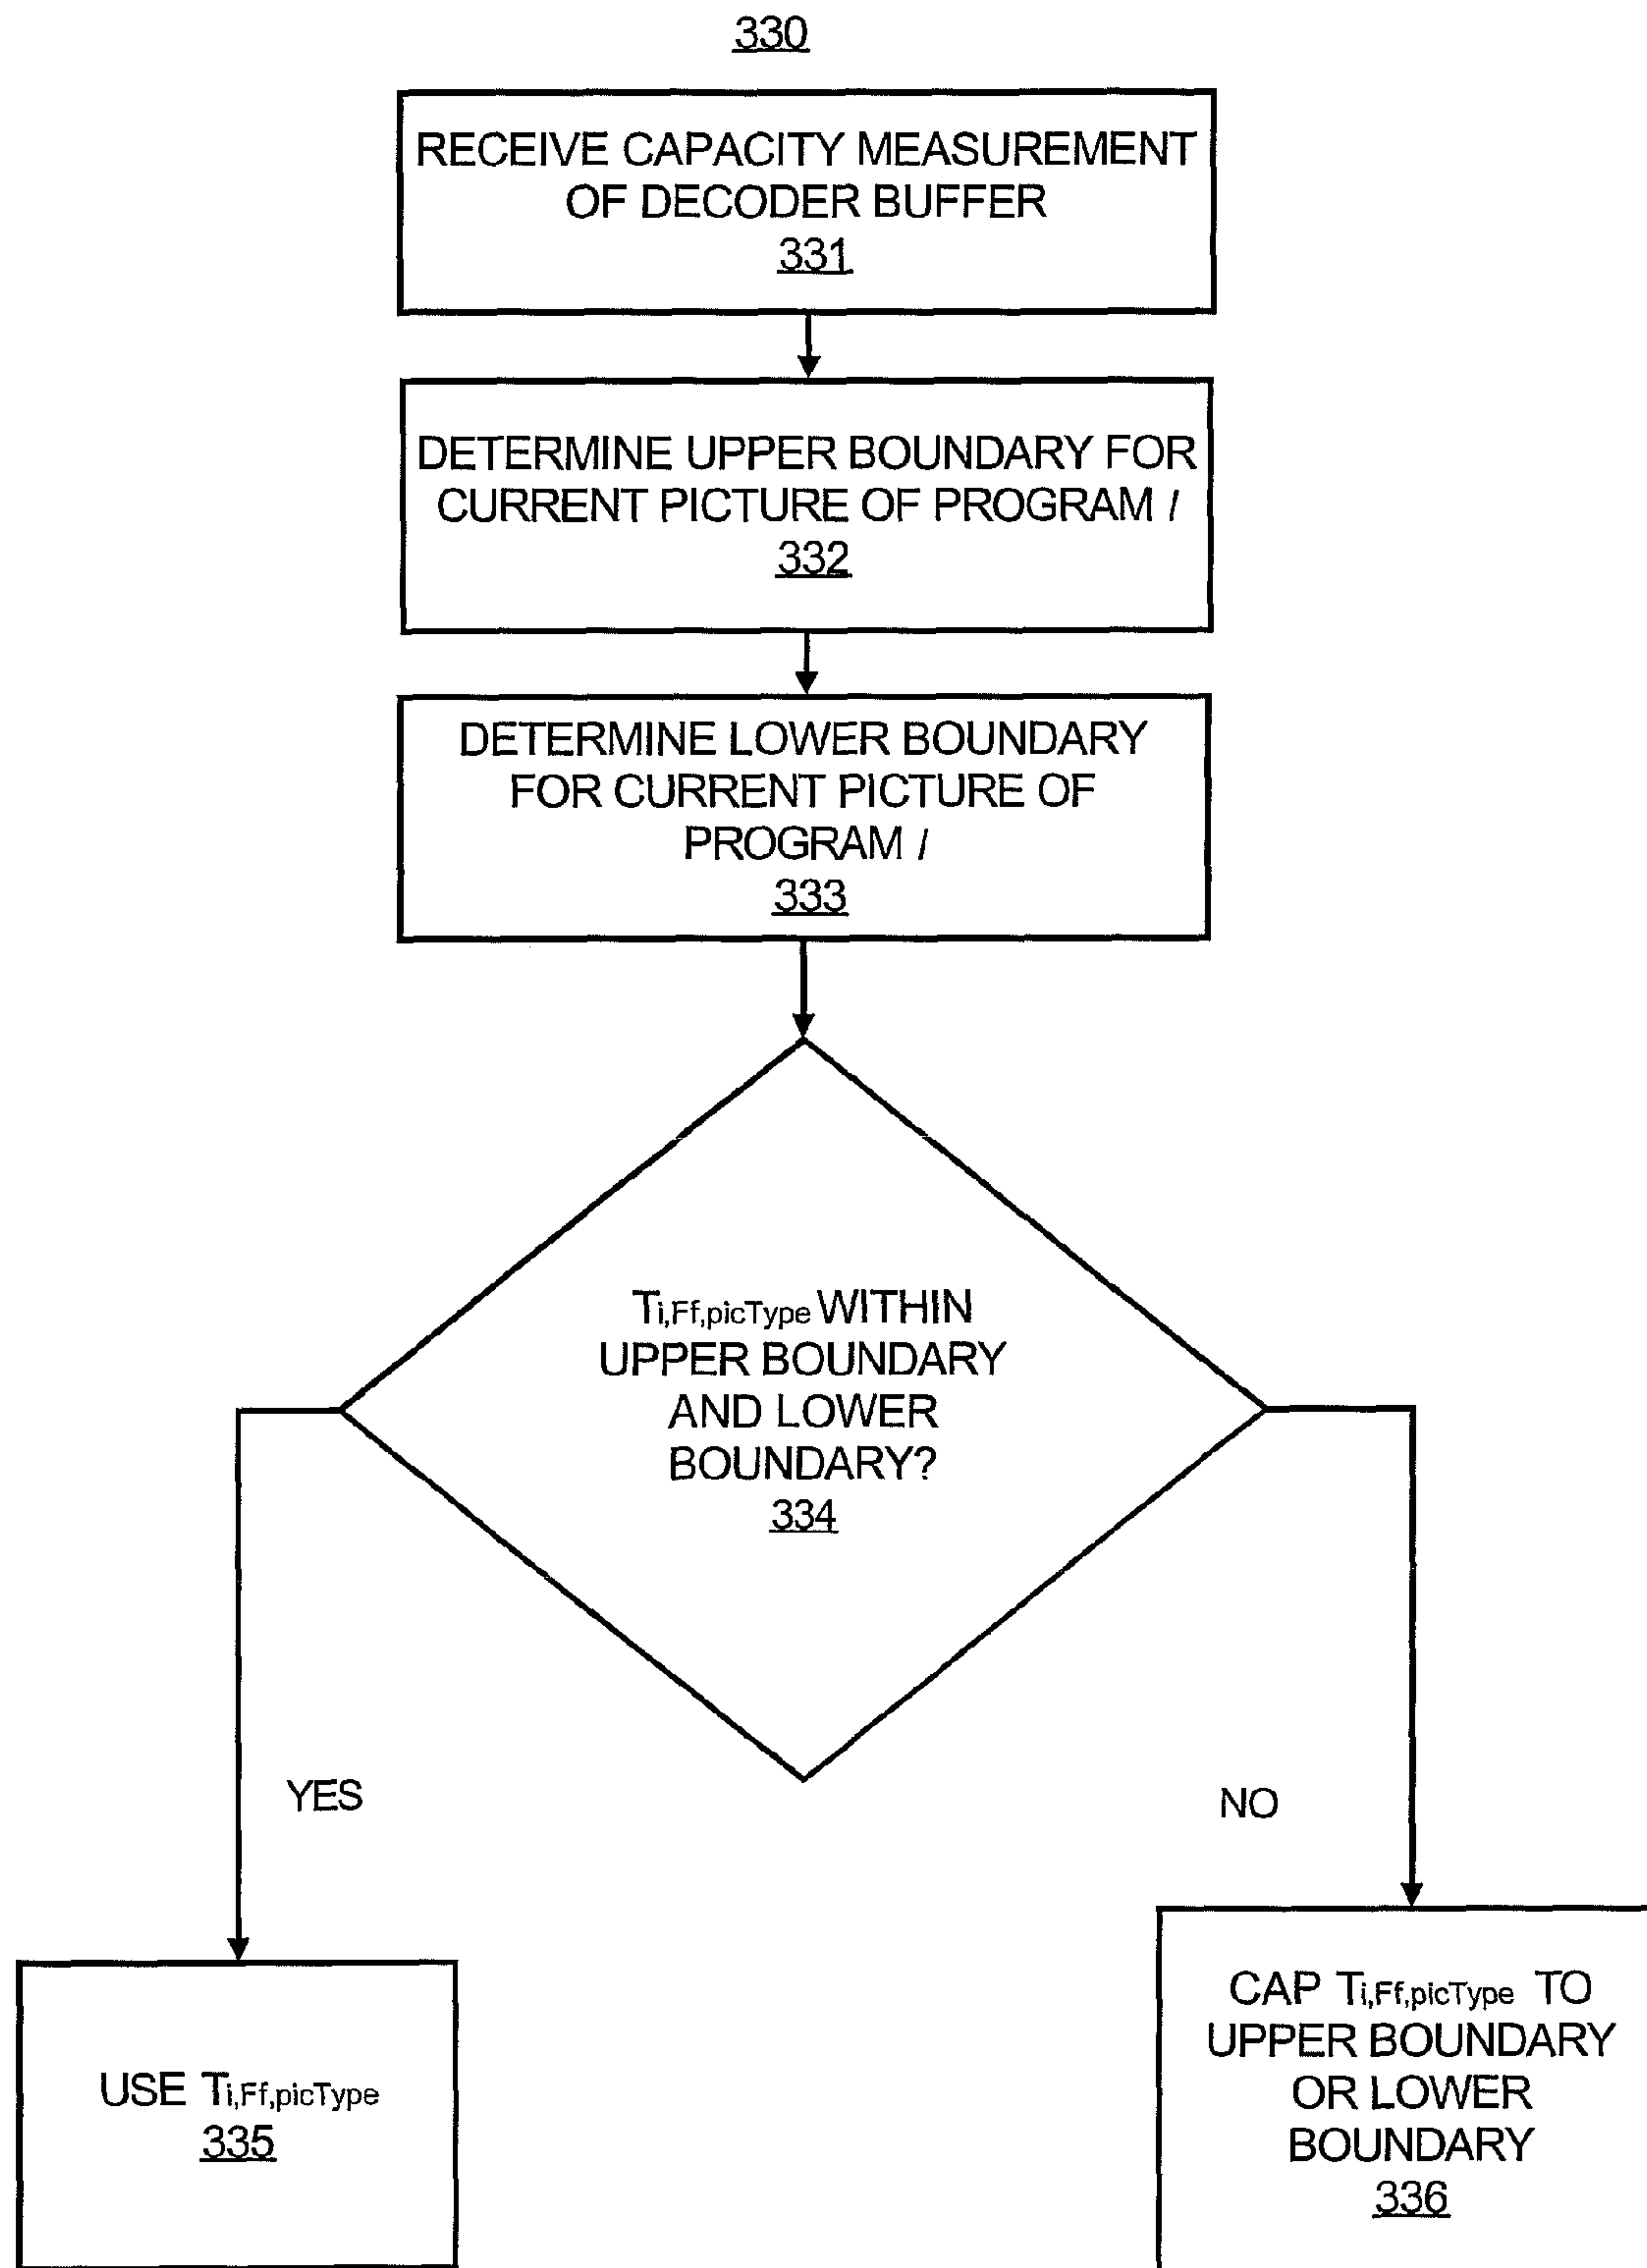 330
RECEIVE CAPACITY MEASUREMENT
OF DECODER BUFFER
331
DETERMINE UPPER BOUNDARY FOR
CURRENT PICTURE OF PROGRAM I
332
DETERMINE LOWER BOUNDARY
FOR CURRENT PICTURE OF
PROGRAM I
333
Ti,Ff,picType WITHIN
UPPER BOUNDARY
AND LOWER
BOUNDARY?
334
YES
NO
USE Ti,Ff,picType
335
CAP Ti,Ff,picType TO
UPPER BOUNDARY
OR LOWER
BOUNDARY
336